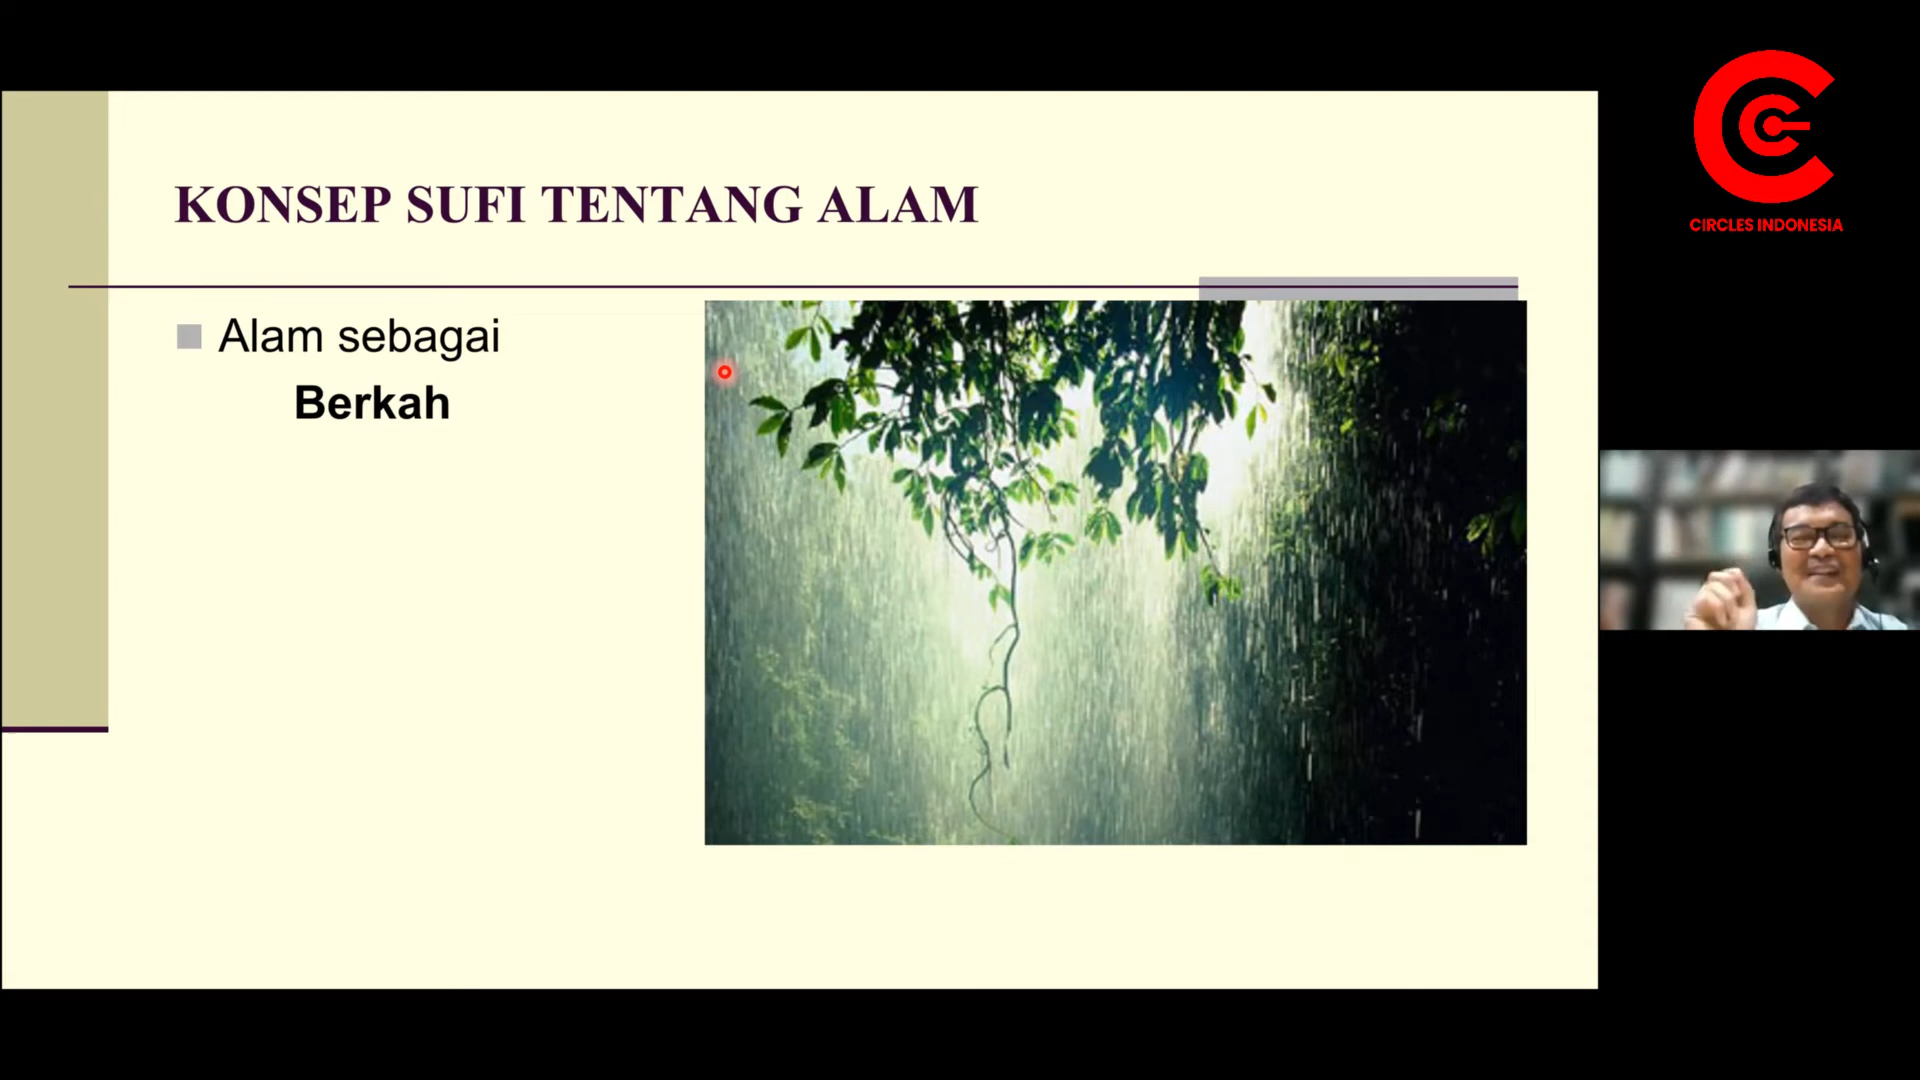 KONSEP SUFI TENTANG ALAM
Alam sebagai
Berkah
CIRCLES INDONESIA